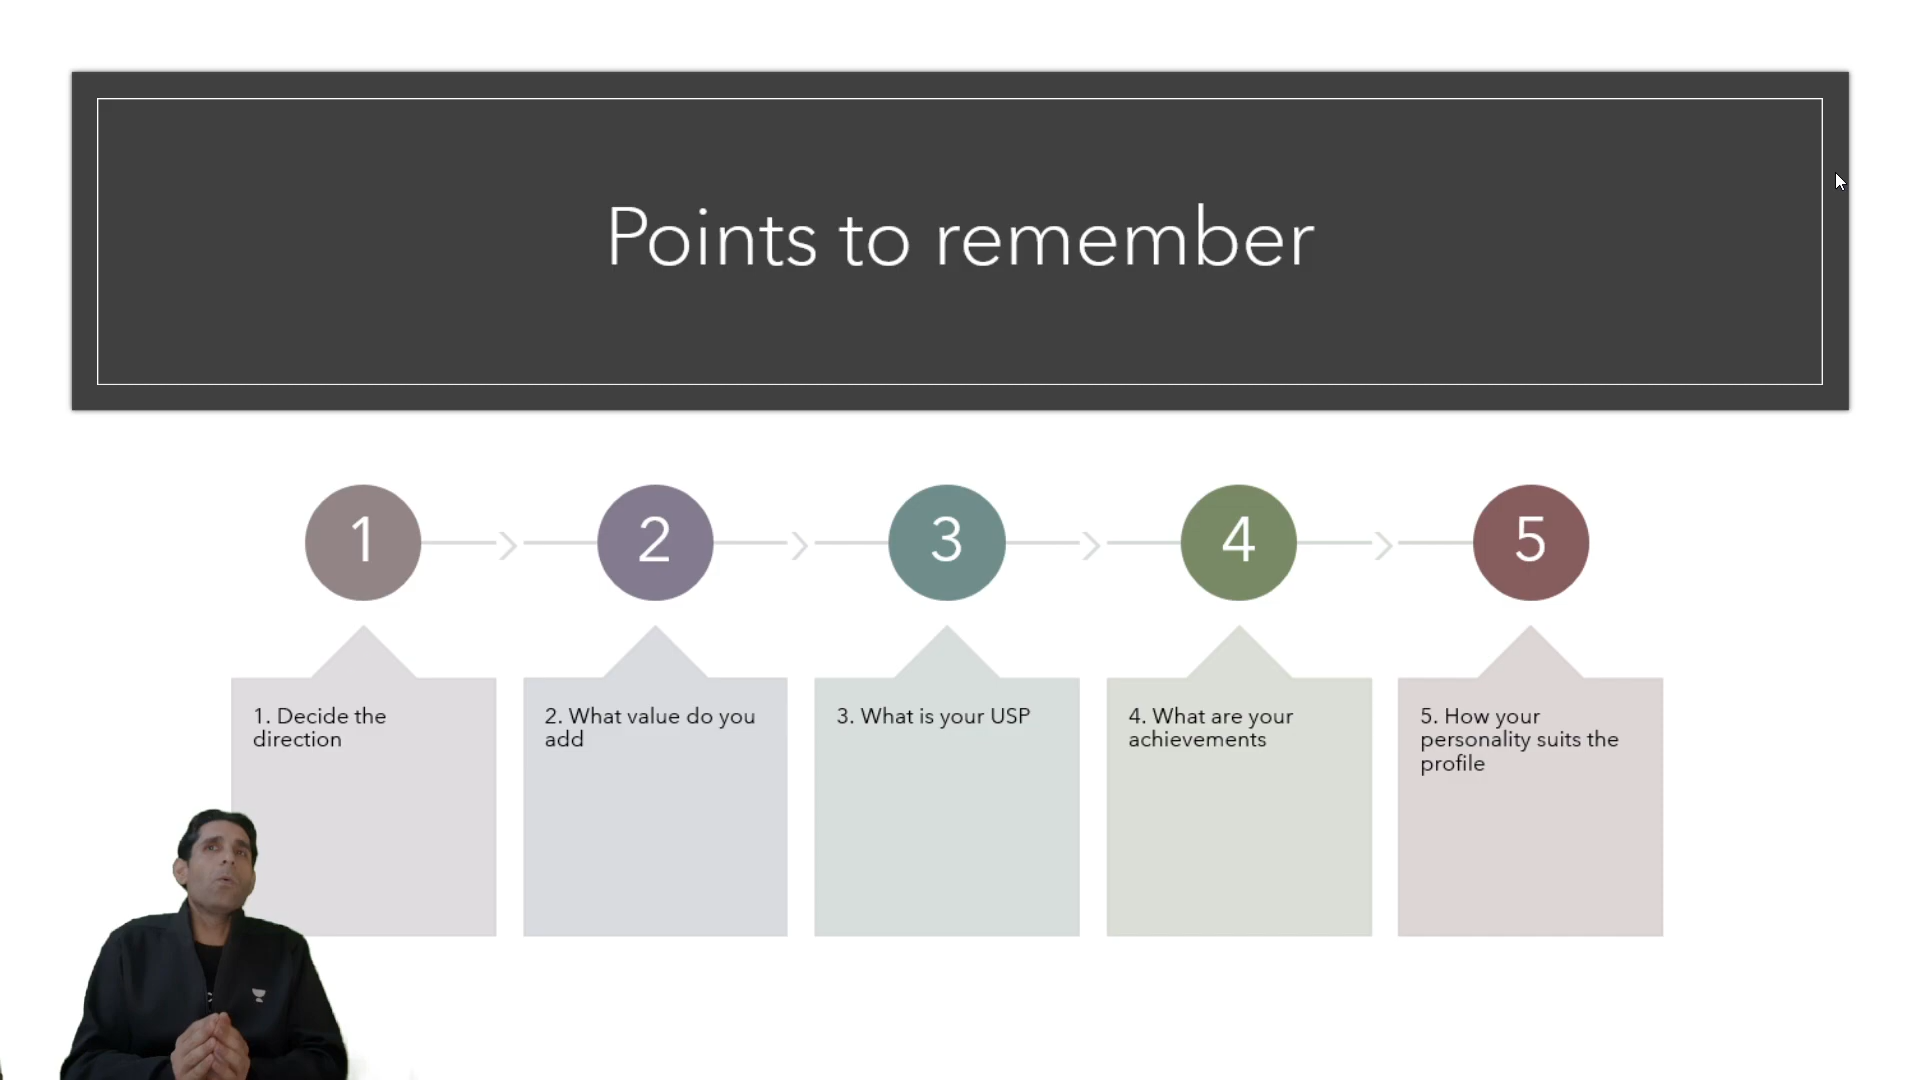 Points to remember
1
2
3
4
5
1. Decide the
direction
2. What value do you
add
3. What is your USP
4. What are your
achievements
5. How your
personality suits the
profile